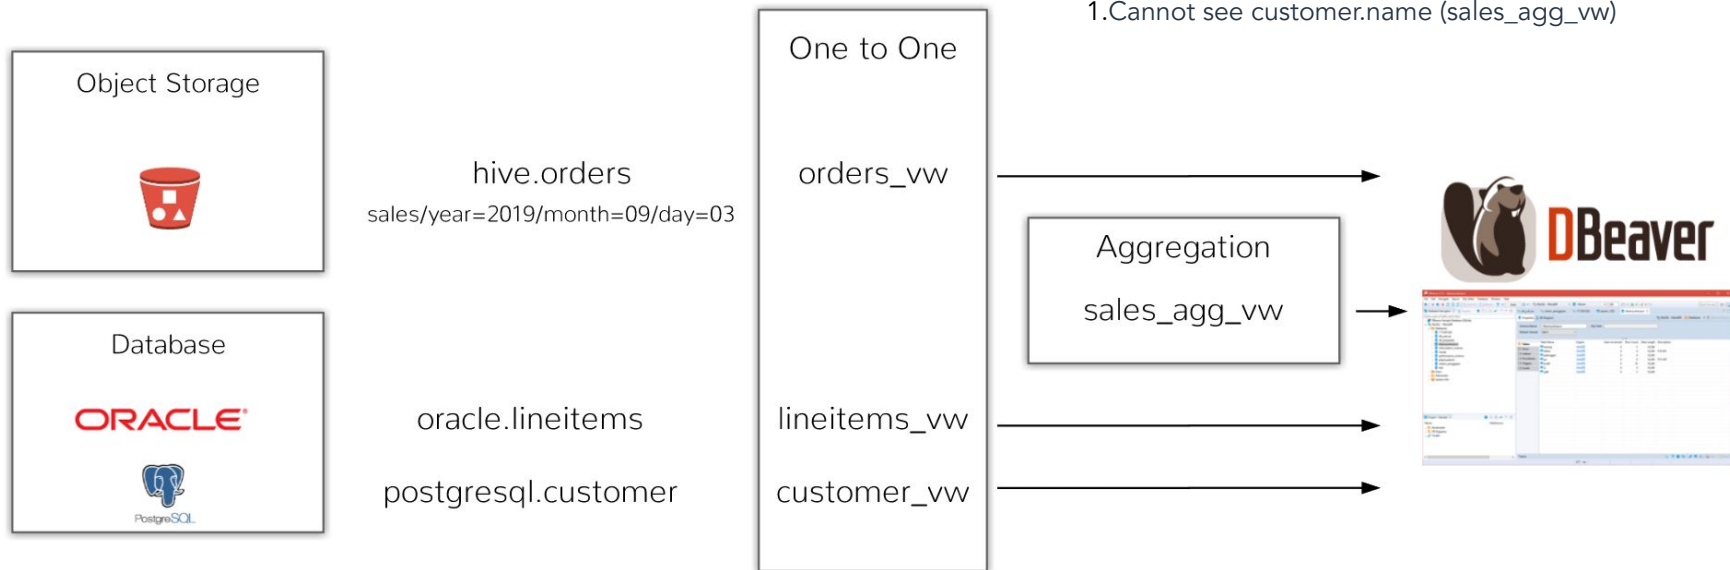 1.Cannot see customer.name (sales_agg_vw)
Object Storage
One to One
hive.orders
orders_vw
sales/year=2019/month=09/day=03
Aggregation
sales_agg_vw
DBeaver
Database
ORACLE®
oracle.lineitems
lineitems_vw
PostgreSQL
postgresql.customer
customer_vw